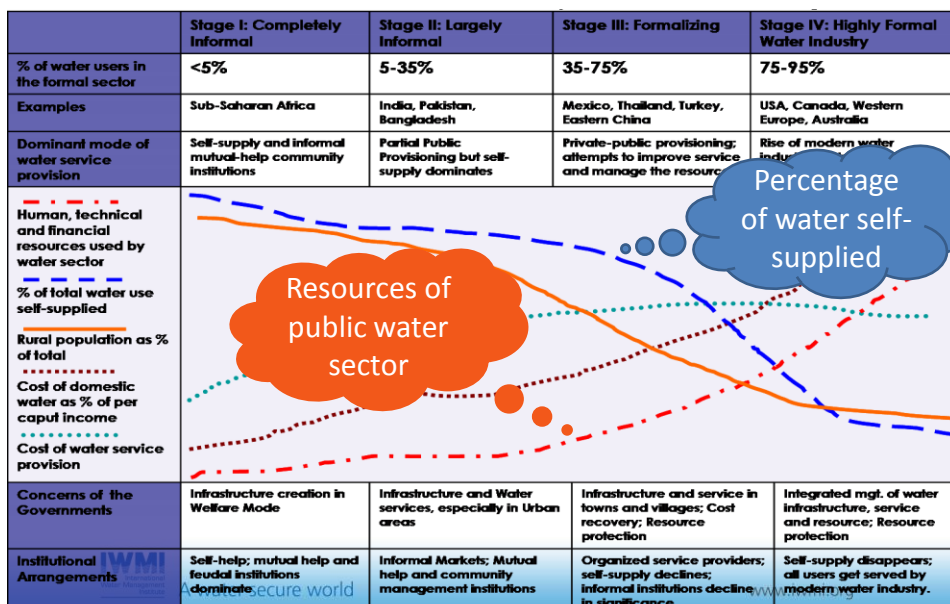 Stage I: Completely
Informal
Stage II: Largely
Informal
Stage III: Formalizing
Stage IV: Highly Formal
Water Industry
% of water users in
the formal sector
<5%
5-35%
35-75%
75-95%
Examples
Sub-Saharan Africa
India, Pakistan,
Bangladesh
Mexico, Thailand, Turkey,
Eastern China
USA, Canada, Western
Europe, Australia
Dominant mode of
water service
provision
Self-supply and informal
mutual-help community
institutions
Partial Public
Provisioning but self-
supply dominates
Private-public provisioning;
attempts to improve service
and manage the resource
Rise of modern water
Human, technical
and financial
resources used by
water sector
% of total water use
self-supplied
Rural population as %
of total
Cost of domestic
water as % of per
caput income
Cost of water service
provision
Resources of
public water
sector
Percentage
of water self-
supplied
Concerns of the
Governments
Infrastructure creation in
Welfare Mode
Infrastructure and Water
services, especially in Urban
areas
Infrastructure and service in
towns and villages; Cost
recovery; Resource
protection
Integrated mgt. of water
infrastructure, service
and resource; Resource
protection
Institutional
Arrangements
Self-help; mutual help and
feudal institutions
dominate
Informal Markets; Mutual
help and community
management institutions
Organized service providers;
self-supply declines;
Informal Institutions decline
in significance
Self-supply disappears;
all users get served by
modern water industry.
IWMI
International
Water Management
Institute
A water-secure world
www.iwmi.org